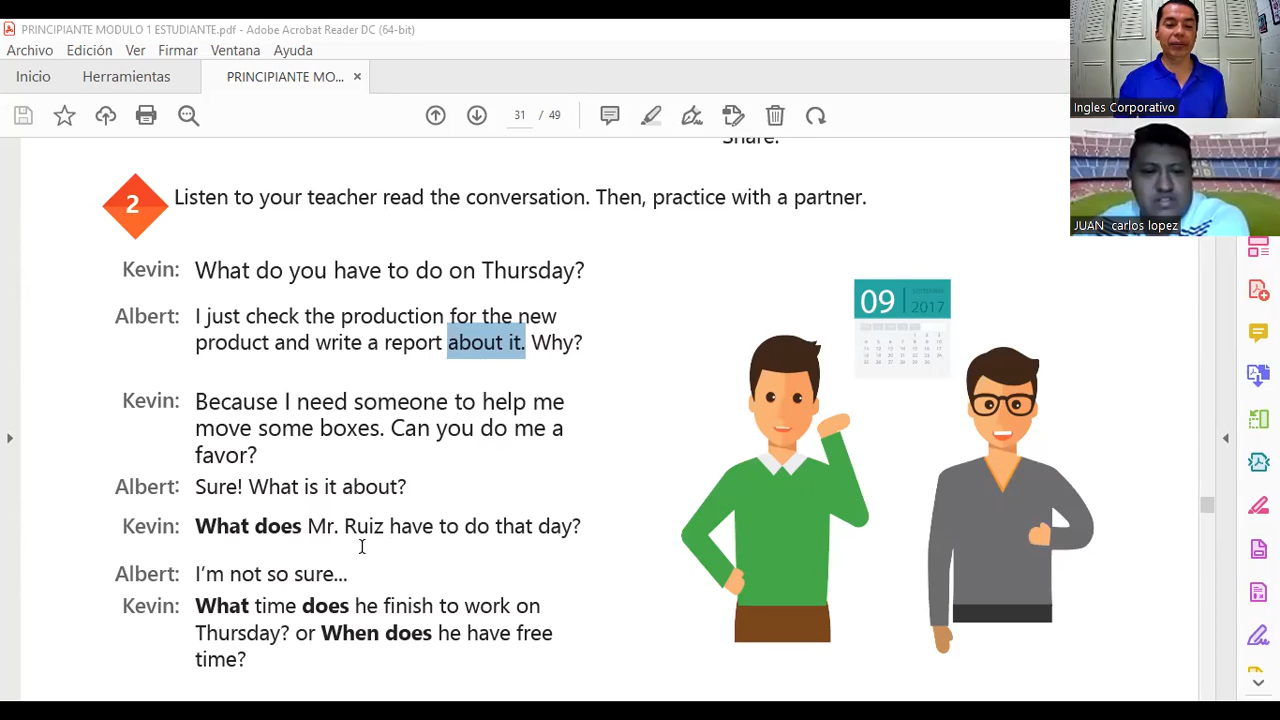 PRINCIPIANTE MODULO 1 ESTUDIANTE.pdf - Adobe Acrobat Reader DC (64-bit)
Archivo Edición Ver Firmar Ventana Ayuda
Inicio Herramientas PRINCIPIANTE MO... ×
31 / 49
Share.
Ingles Corporativo
JUAN carlos lopez
2 Listen to your teacher read the conversation. Then, practice with a partner.
Kevin: What do you have to do on Thursday?
Albert: I just check the production for the new
product and write a report about it. Why?
Kevin: Because I need someone to help me
move some boxes. Can you do me a
favor?
Albert: Sure! What is it about?
Kevin: What does Mr. Ruiz have to do that day?
Albert: I'm not so sure...
Kevin: What time does he finish to work on
Thursday? or When does he have free
time?
09
2017